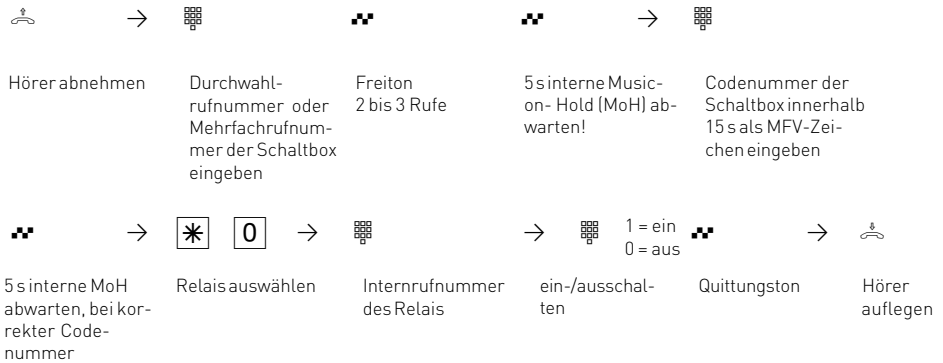 Hörer abnehmen
Durchwahl-
rufnummer oder
Mehrfachrufnum-
mer der Schaltbox
eingeben
Freiton
2 bis 3 Rufe
5 s interne Music-
on- Hold (MoH) ab-
warten!
Codenummer der
Schaltbox innerhalb
15 s als MFV-Zei-
chen eingeben
* 0
1 = ein
0 = aus
5 s interne MoH
abwarten, bei kor-
rekter Code-
nummer
Relais auswählen
Internrufnummer
des Relais
ein-/ausschal-
ten
Quittungston
Hörer
auflegen